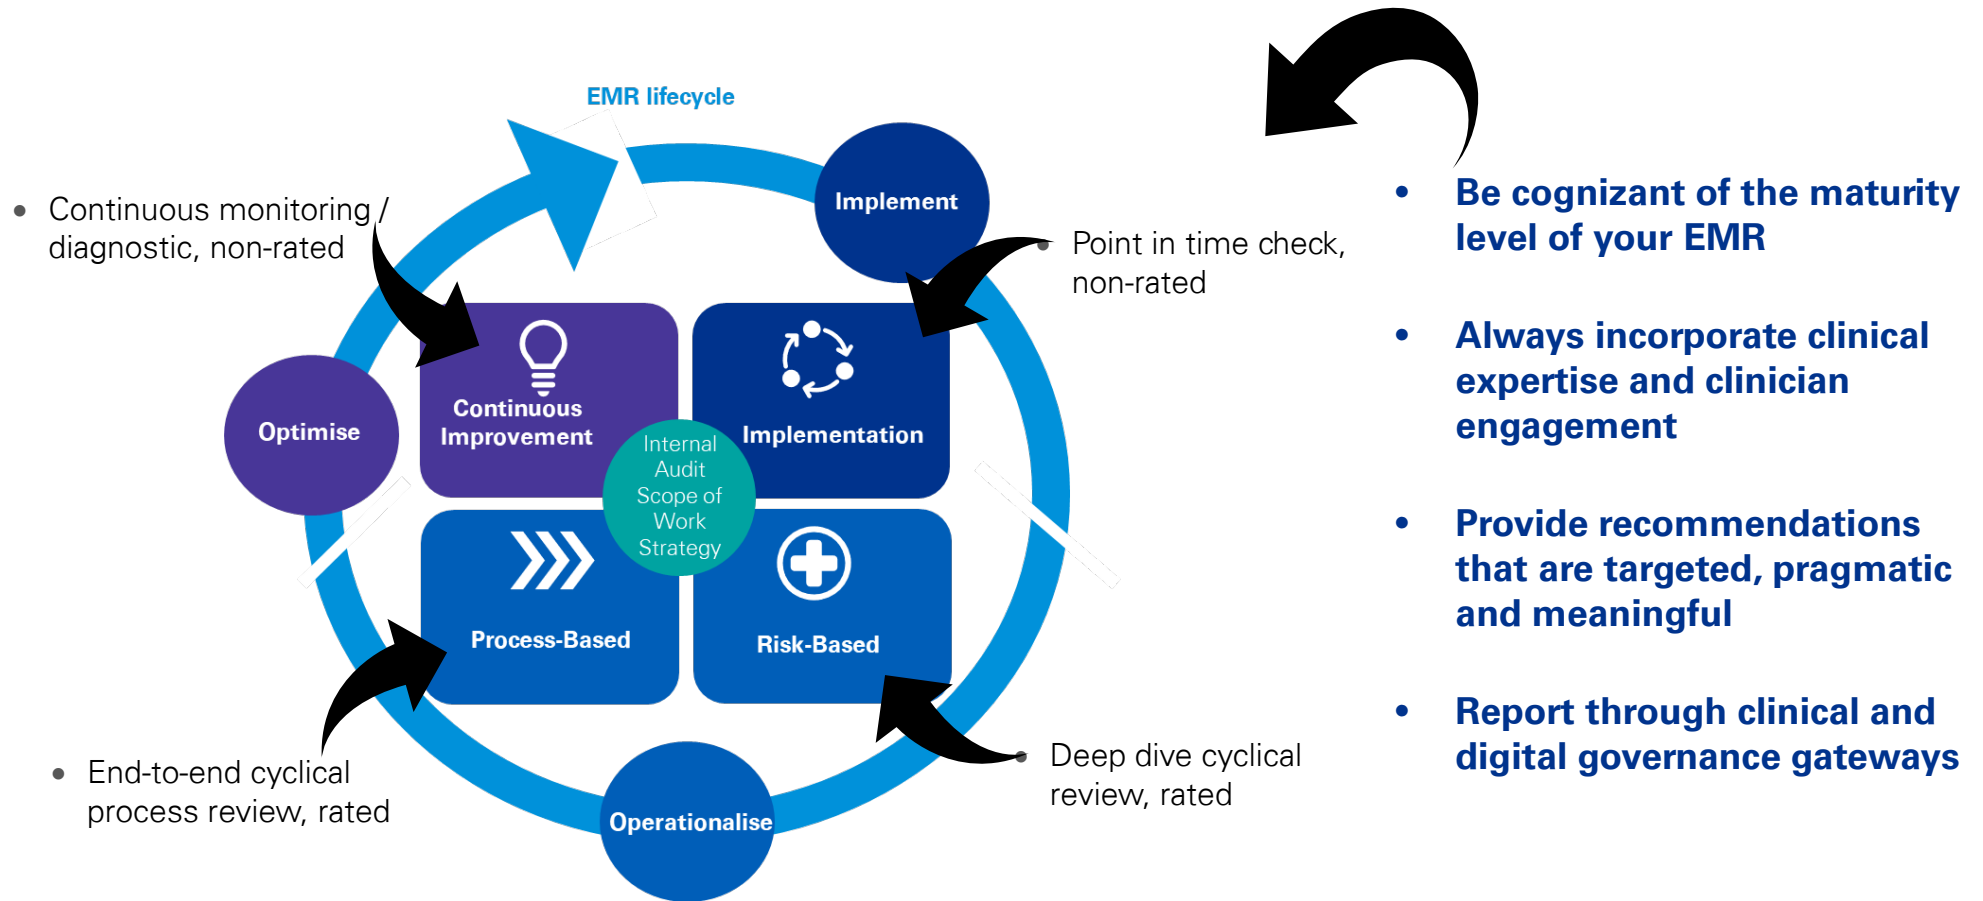 EMR lifecycle
Implement
• Continuous monitoring /
diagnostic, non-rated
• Point in time check,
non-rated
Optimise
Continuous
Improvement
Implementation
Internal
Audit
Scope of
Work
Strategy
Process-Based
Risk-Based
• End-to-end cyclical
process review, rated
• Deep dive cyclical
review, rated
Operationalise
• Be cognizant of the maturity
level of your EMR
• Always incorporate clinical
expertise and clinician
engagement
• Provide recommendations
that are targeted, pragmatic
and meaningful
• Report through clinical and
digital governance gateways